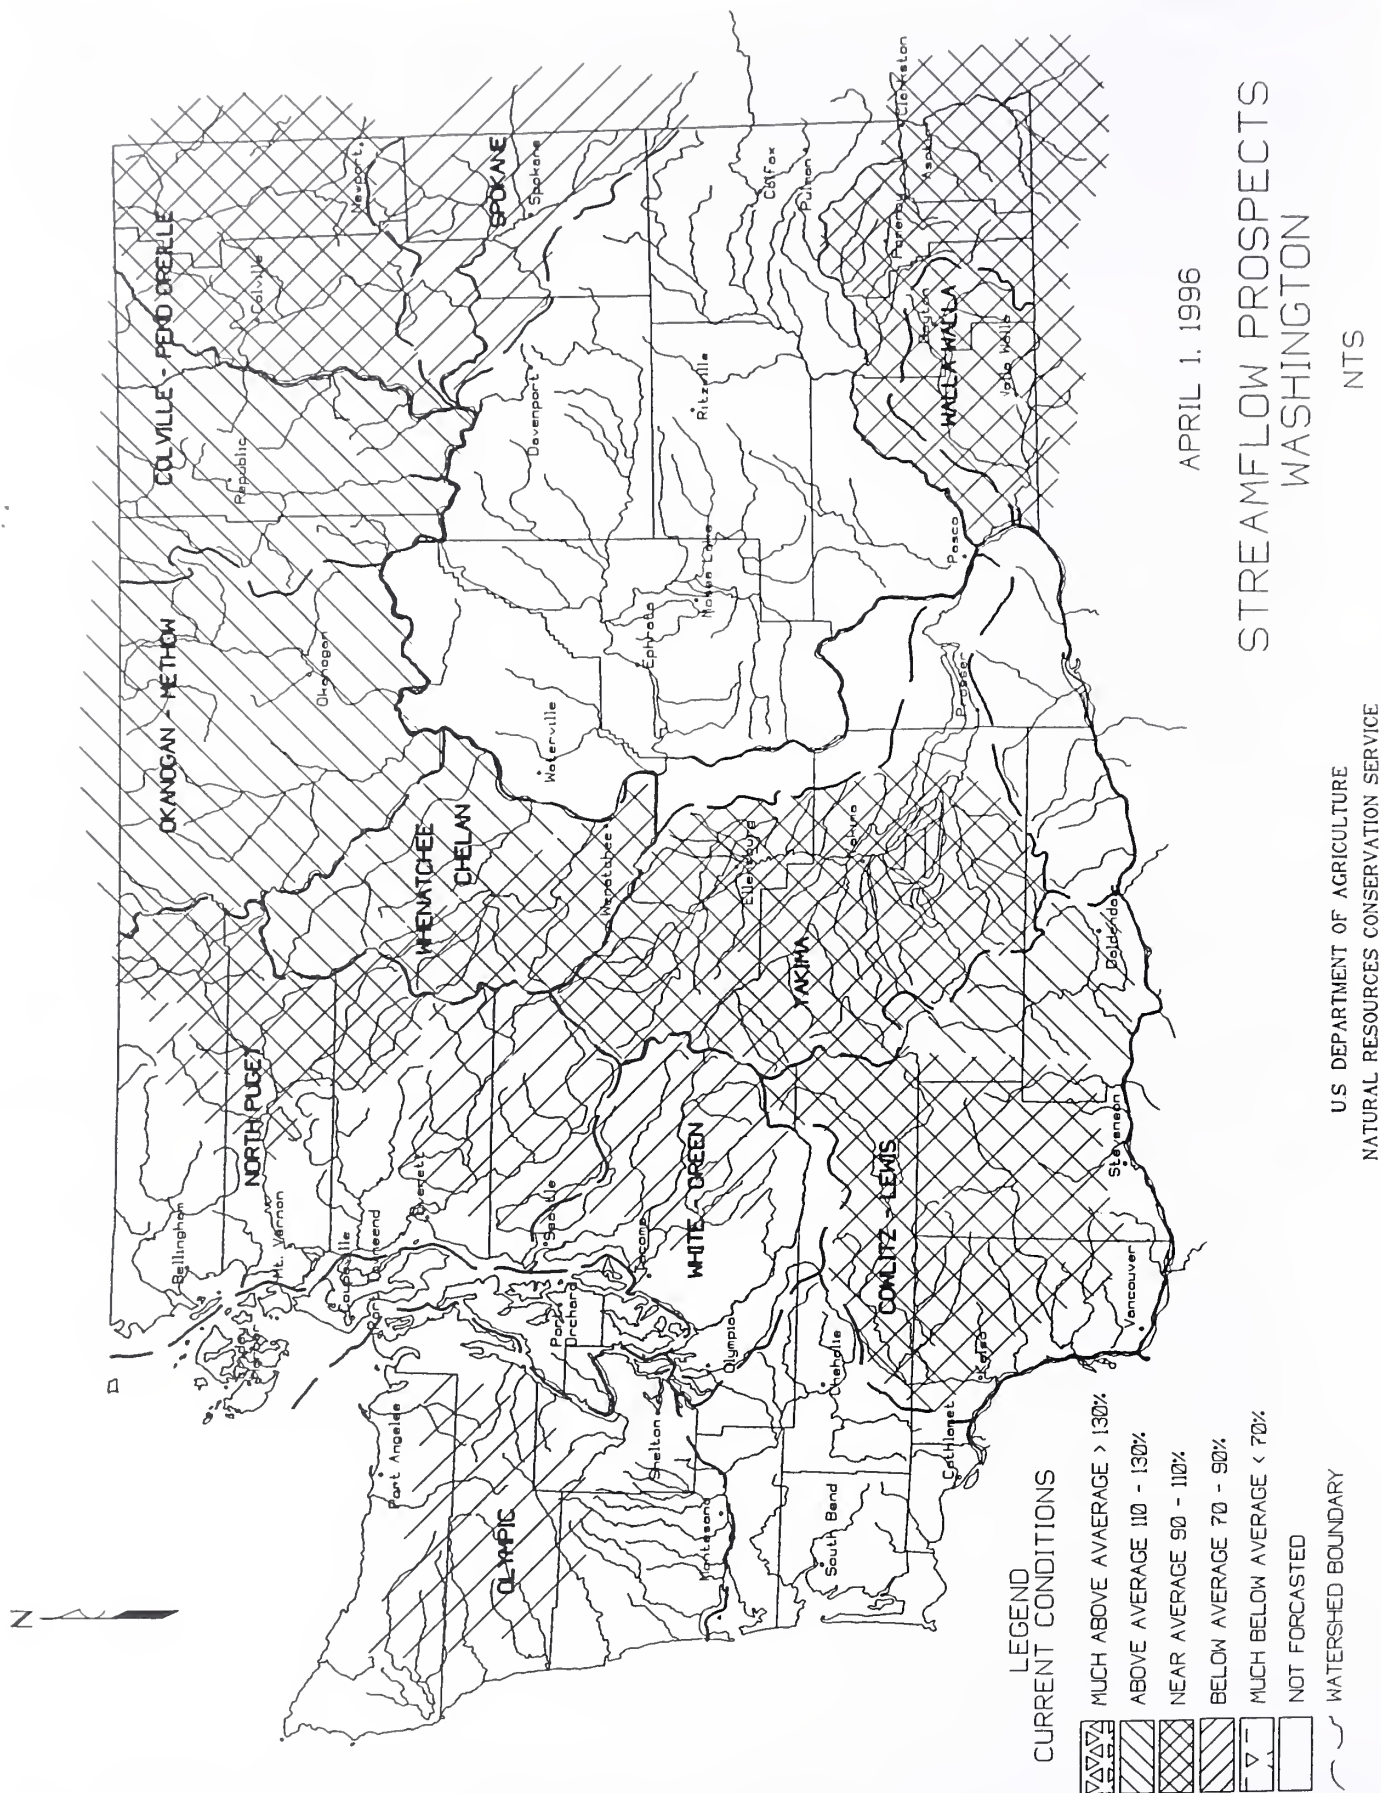 COLVILLE - PEND OREILLE
OKANOGAN - METHOW
NORTH PUGET
WHENATCHEE
CHELAN
SPOKANE
OLYMPIC
WHITE - GREEN
YAKIMA
COWLITZ - LEWIS
WALLA WALLA
Newport
Colville
Republic
Okanogan
Spokane
Davenport
Waterville
Wenatchee
Ephrata
Moses Lake
Ritzville
Colfax
Pullman
Pomeroy
Clarkston
Asotin
Dayton
Walla Walla
Pasco
Prosser
Yakima
Ellensburg
Goldendale
Stevenson
Vancouver
Kelso
Cathlamet
Chehalis
South Bend
Montesano
Olympia
Shelton
Tacoma
Seattle
Port
Orchard
Everett
Port Angeles
Coupeville
Mt. Vernon
Bellingham
N
LEGEND
CURRENT CONDITIONS
MUCH ABOVE AVAERAGE > 130%
ABOVE AVERAGE 110 - 130%
NEAR AVERAGE 90 - 110%
BELOW AVERAGE 70 - 90%
MUCH BELOW AVERAGE < 70%
NOT FORCASTED
WATERSHED BOUNDARY
APRIL 1. 1996
STREAMFLOW PROSPECTS
WASHINGTON
NTS
US DEPARTMENT OF AGRICULTURE
NATURAL RESOURCES CONSERVATION SERVICE